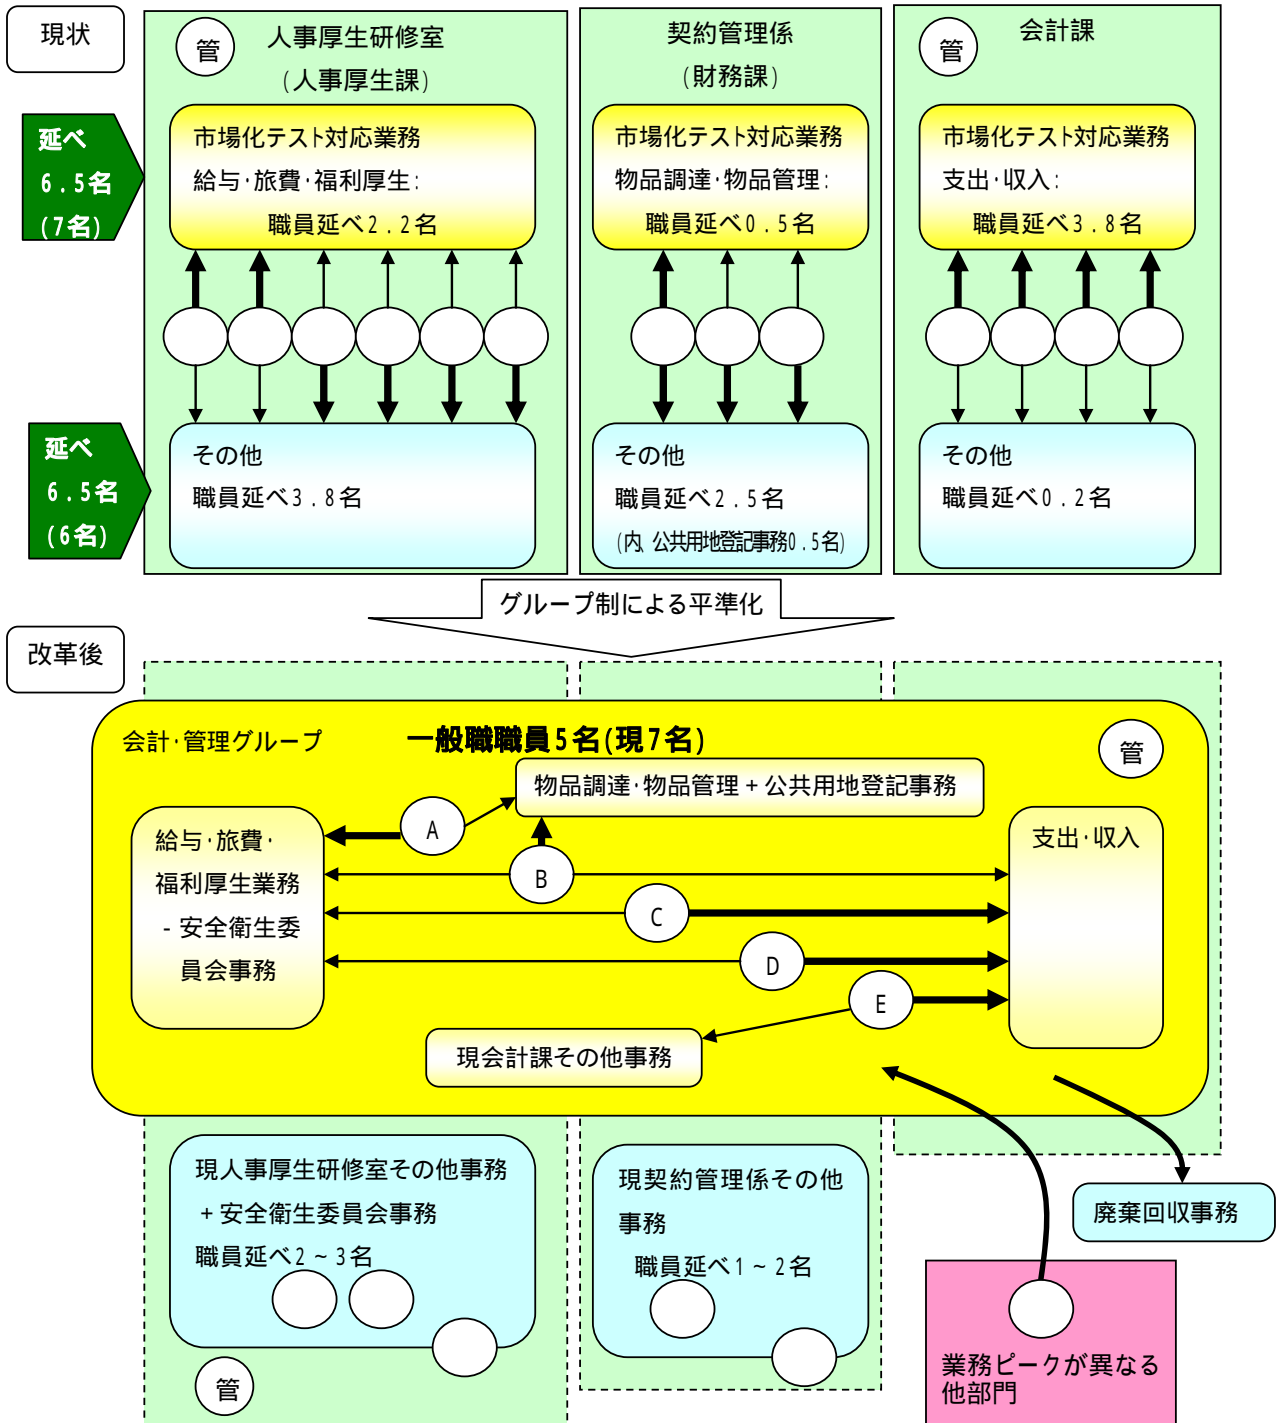 現状
管
人事厚生研修室
(人事厚生課)
契約管理係
(財務課)
管
会計課
延べ
6.5名
(7名)
市場化テスト対応業務
給与・旅費・福利厚生:
職員延べ2.2名
市場化テスト対応業務
物品調達・物品管理:
職員延べ0.5名
市場化テスト対応業務
支出・収入:
職員延べ3.8名
延べ
6.5名
(6名)
その他
職員延べ3.8名
その他
職員延べ2.5名
(内、公共用地登記事務0.5名)
その他
職員延べ0.2名
グループ制による平準化
改革後
会計・管理グループ
一般職職員5名(現7名)
管
物品調達・物品管理+公共用地登記事務
給与・旅費・
福利厚生業務
-安全衛生委
員会事務
A
B
C
D
E
支出・収入
現会計課その他事務
現人事厚生研修室その他事務
+安全衛生委員会事務
職員延べ2~3名
管
現契約管理係その他
事務
職員延べ1~2名
廃棄回収事務
業務ピークが異なる
他部門